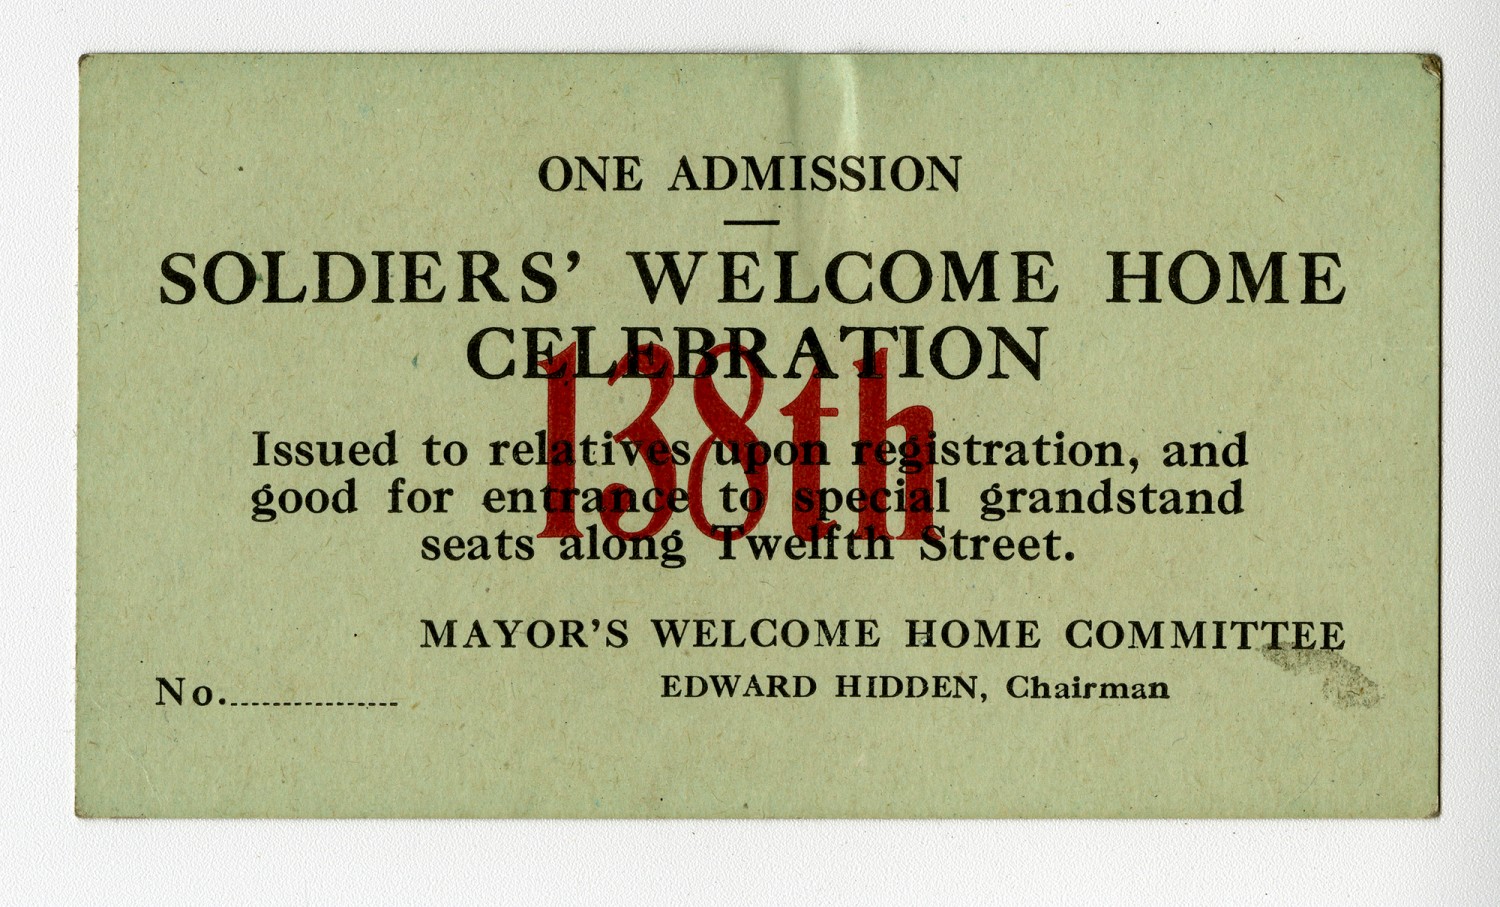 ONE ADMISSION
SOLDIERS' WELCOME HOME
CELEBRATION
138th
Issued to relatives upon registration, and
good for entrance to special grandstand
seats along Twelfth Street.
MAYOR'S WELCOME HOME COMMITTEE
No................. EDWARD HIDDEN, Chairman